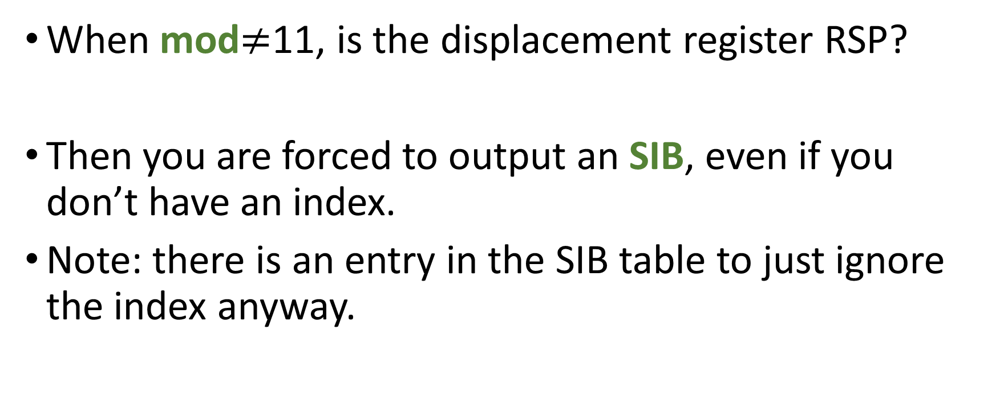 • When mod≠11, is the displacement register RSP?
• Then you are forced to output an SIB, even if you
don’t have an index.
• Note: there is an entry in the SIB table to just ignore
the index anyway.